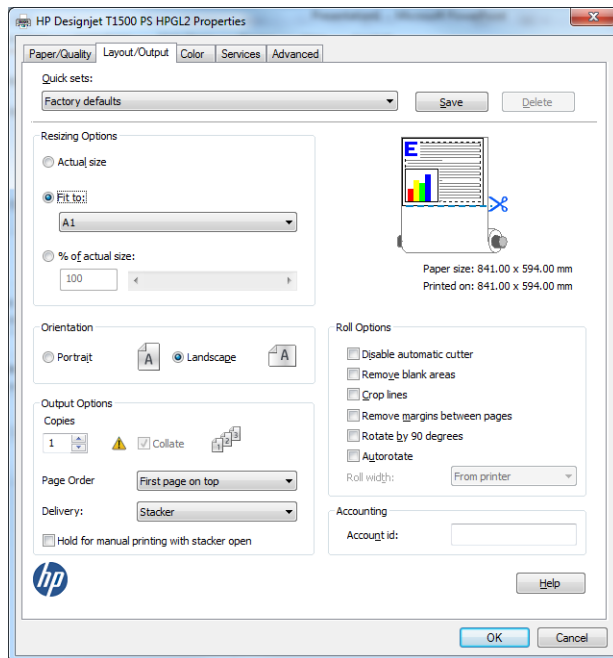 HP Designjet T1500 PS HPGL2 Properties
Paper/Quality Layout/Output Color Services Advanced
Quick sets:
Factory defaults
Save
Delete
Resizing Options
Actual size
Fit to:
A1
% of actual size:
100
E
Paper size: 841.00 x 594.00 mm
Printed on: 841.00 x 594.00 mm
Orientation
Portrait
A
Landscape
A
Output Options
Copies
1
Collate
1 2 3
Page Order
First page on top
Delivery:
Stacker
Hold for manual printing with stacker open
Roll Options
Disable automatic cutter
Remove blank areas
Crop lines
Remove margins between pages
Rotate by 90 degrees
Autorotate
Roll width:
From printer
Accounting
Account id:
hp
Help
OK
Cancel